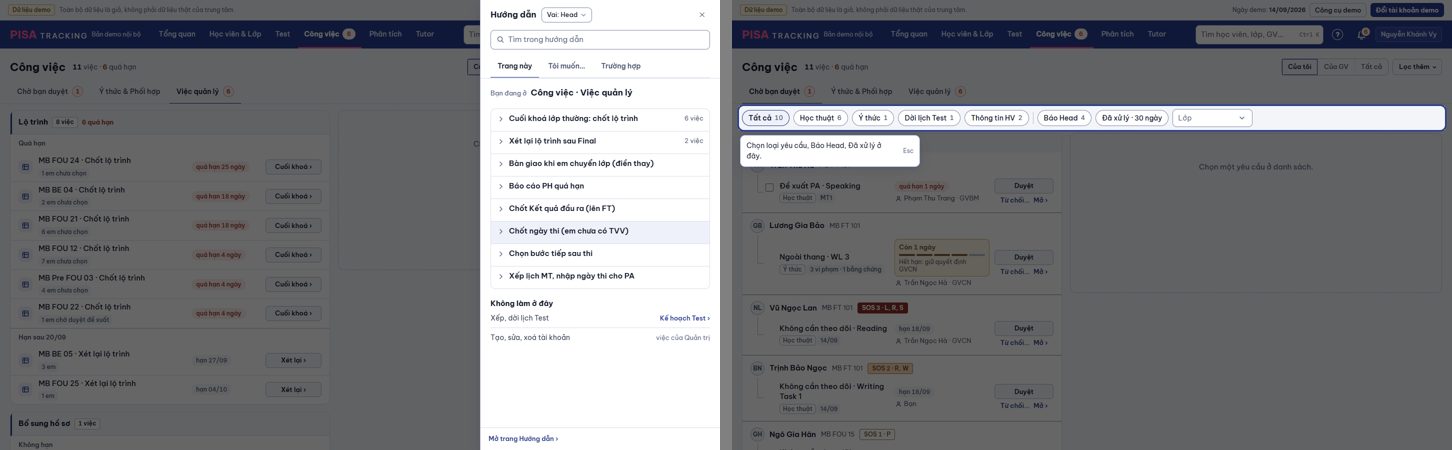 Dữ liệu demo Toàn bộ dữ liệu là giả, không phải dữ liệu thật của trung tâm.
PISA TRACKING Bản demo nội bộ Tổng quan Học viên & Lớp Test Công việc 6
Công việc 11 việc · 6 quá hạn
Chờ bạn duyệt 1 Ý thức & Phối hợp Việc quản lý 6
Lộ trình 8 việc 6 quá hạn
Quá hạn
MB FOU 24 · Chốt lộ trình quá hạn 25 ngày Cuối khoá ›
1 em chưa chọn
MB BE 04 · Chốt lộ trình quá hạn 18 ngày Cuối khoá ›
2 em chưa chọn
MB FOU 21 · Chốt lộ trình quá hạn 18 ngày Cuối khoá ›
6 em chưa chọn
MB FOU 12 · Chốt lộ trình quá hạn 4 ngày Cuối khoá ›
7 em chưa chọn
MB Pre FOU 03 · Chốt lộ trình quá hạn 4 ngày Cuối khoá ›
4 em chưa chọn
MB FOU 22 · Chốt lộ trình quá hạn 4 ngày Cuối khoá ›
1 em chờ duyệt đề xuất
Hạn sau 20/09
MB BE 05 · Xét lại lộ trình hạn 27/09 Xét lại ›
3 em
MB FOU 25 · Xét lại lộ trình hạn 04/10 Xét lại ›
1 em
Bổ sung hồ sơ 1 việc
Không hạn
Hướng dẫn Vai: Head
Tìm trong hướng dẫn
Trang này Tôi muốn... Trường hợp
Bạn đang ở Công việc · Việc quản lý
Cuối khoá lớp thường: chốt lộ trình 6 việc
Xét lại lộ trình sau Final 2 việc
Bàn giao khi em chuyển lớp (điền thay)
Báo cáo PH quá hạn
Chốt Kết quả đầu ra (lên FT)
Chốt ngày thi (em chưa có TVV)
Chọn bước tiếp sau thi
Xếp lịch MT, nhập ngày thi cho PA
Không làm ở đây
Xếp, dời lịch Test Kế hoạch Test ›
Tạo, sửa, xoá tài khoản việc của Quản trị
Mở trang Hướng dẫn ›
Dữ liệu demo Toàn bộ dữ liệu là giả, không phải dữ liệu thật của trung tâm. Ngày demo 14/09/2026 Công cụ demo Đổi tài khoản demo
PISA TRACKING Bản demo nội bộ Tổng quan Học viên & Lớp Test Công việc 6 Phân tích Tutor Tìm học viên, lớp, GV... Ctrl K ? 6 Nguyễn Khánh Vy
Công việc 11 việc · 6 quá hạn Của tôi Của GV Tất cả Lọc thêm
Chờ bạn duyệt 1 Ý thức & Phối hợp Việc quản lý 6
Tất cả 10 Học thuật 6 Ý thức 1 Dời lịch Test 1 Thông tin HV 2 Báo Head 4 Đã xử lý · 30 ngày Lớp
Chọn loại yêu cầu, Báo Head, Đã xử lý ở đây. Esc
Chọn một yêu cầu ở danh sách.
Đề xuất PA · Speaking quá hạn 1 ngày Duyệt
Học thuật MT1 Phạm Thu Trang · GVBM Từ chối... Mở ›
GB Lương Gia Bảo MB FT 101
Ngoài thang · WL 3 Còn 1 ngày Duyệt
Ý thức 3 vi phạm · 1 bằng chứng Hết hạn: giữ quyết định GVCN Từ chối... Mở ›
Trần Ngọc Hà · GVCN
NL Vũ Ngọc Lan MB FT 101 SOS 3 · L, R, S
Không cần theo dõi · Reading hạn 18/09 Duyệt
Học thuật 14/09 Trần Ngọc Hà · GVCN Từ chối... Mở ›
BN Trịnh Bảo Ngọc MB FT 101 SOS 2 · R, W
Không cần theo dõi · Writing Task 1 hạn 18/09 Duyệt
Học thuật 14/09 Bạn Từ chối... Mở ›
GH Ngô Gia Hân MB FOU 15 SOS 1 · P